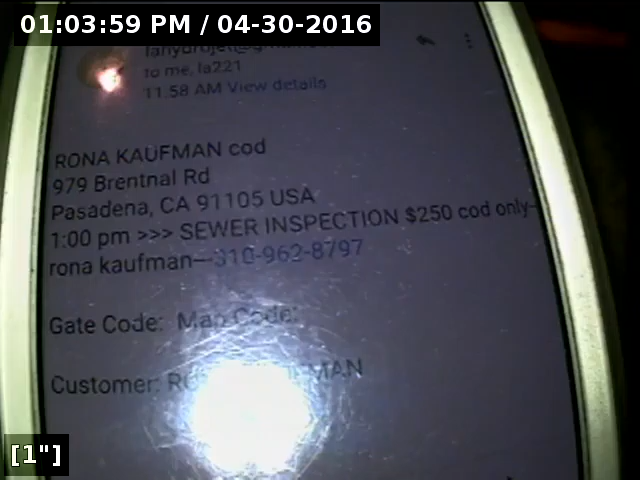 01:03:59 PM / 04-30-2016
to me, la221
11:58 AM View details
RONA KAUFMAN cod
979 Brentnal Rd
Pasadena, CA 91105 USA
1:00 pm >>> SEWER INSPECTION $250 cod only-
rona kaufman---310-962-8797
Gate Code: Map Code:
Customer:
[1"]